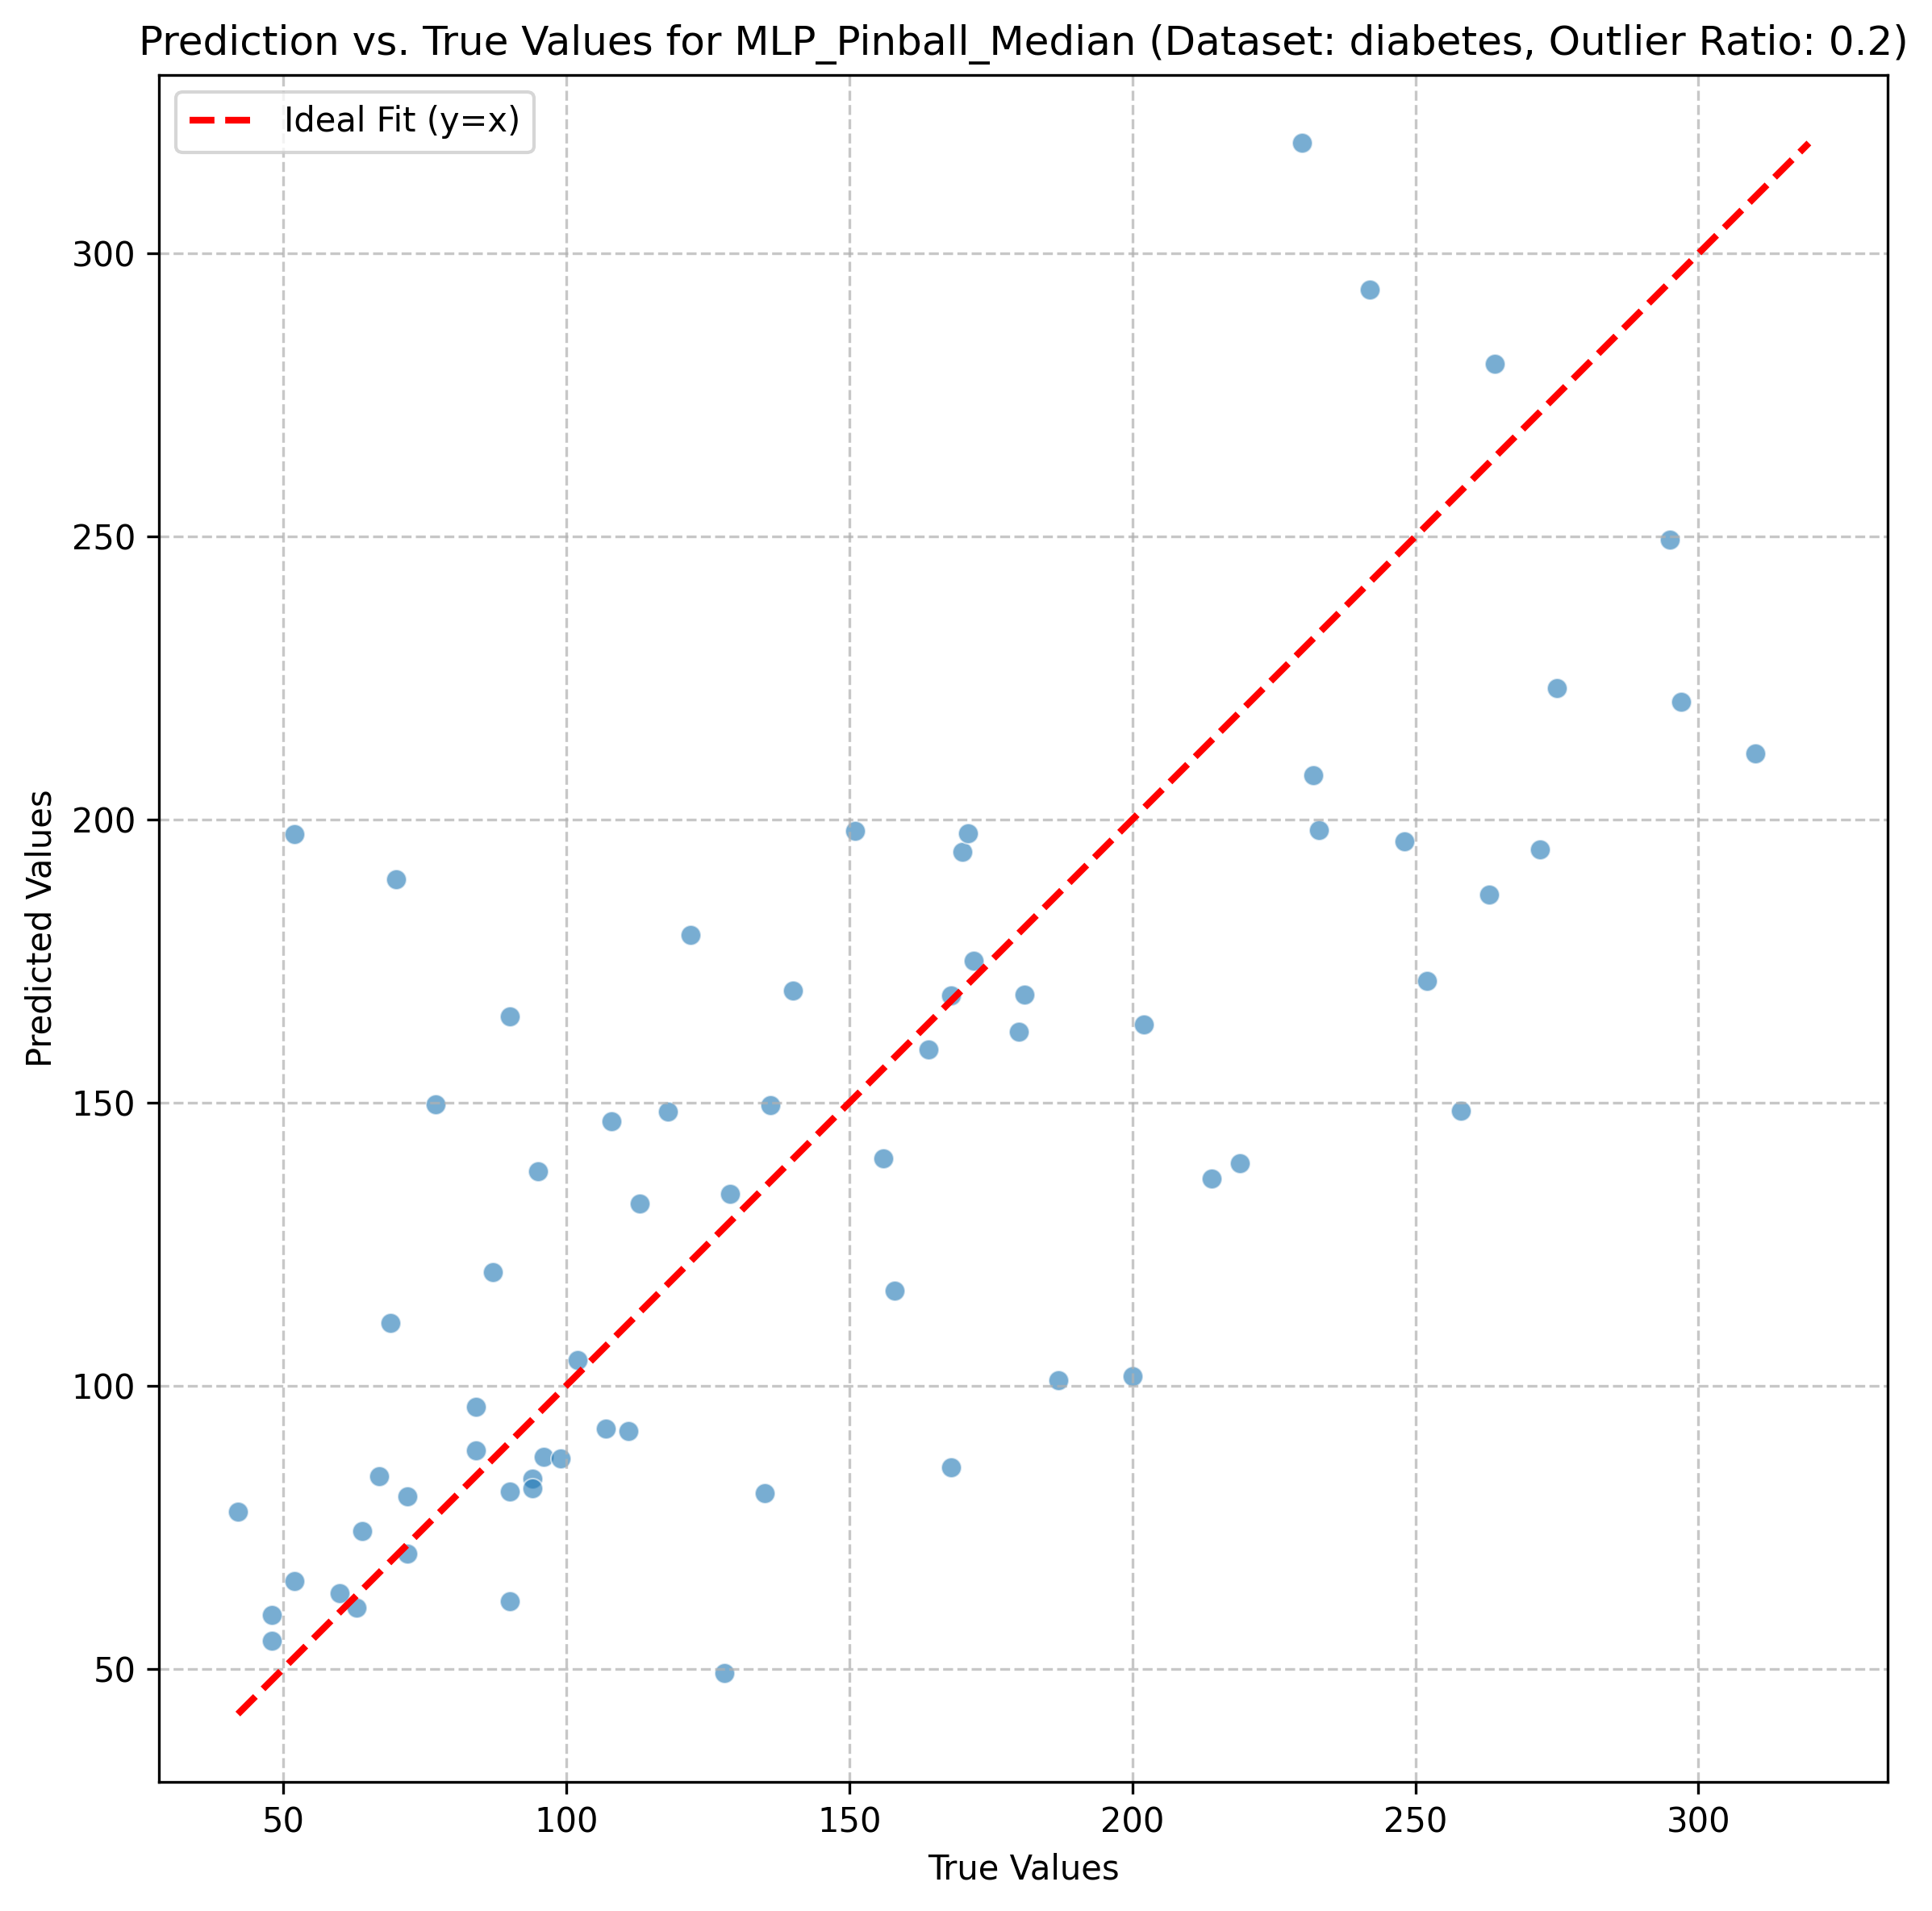 Prediction vs. True Values for MLP_Pinball_Median (Dataset: diabetes, Outlier Ratio: 0.2)
Ideal Fit (y=x)
300
250
200
150
100
50
Predicted Values
50 100 150 200 250 300
True Values